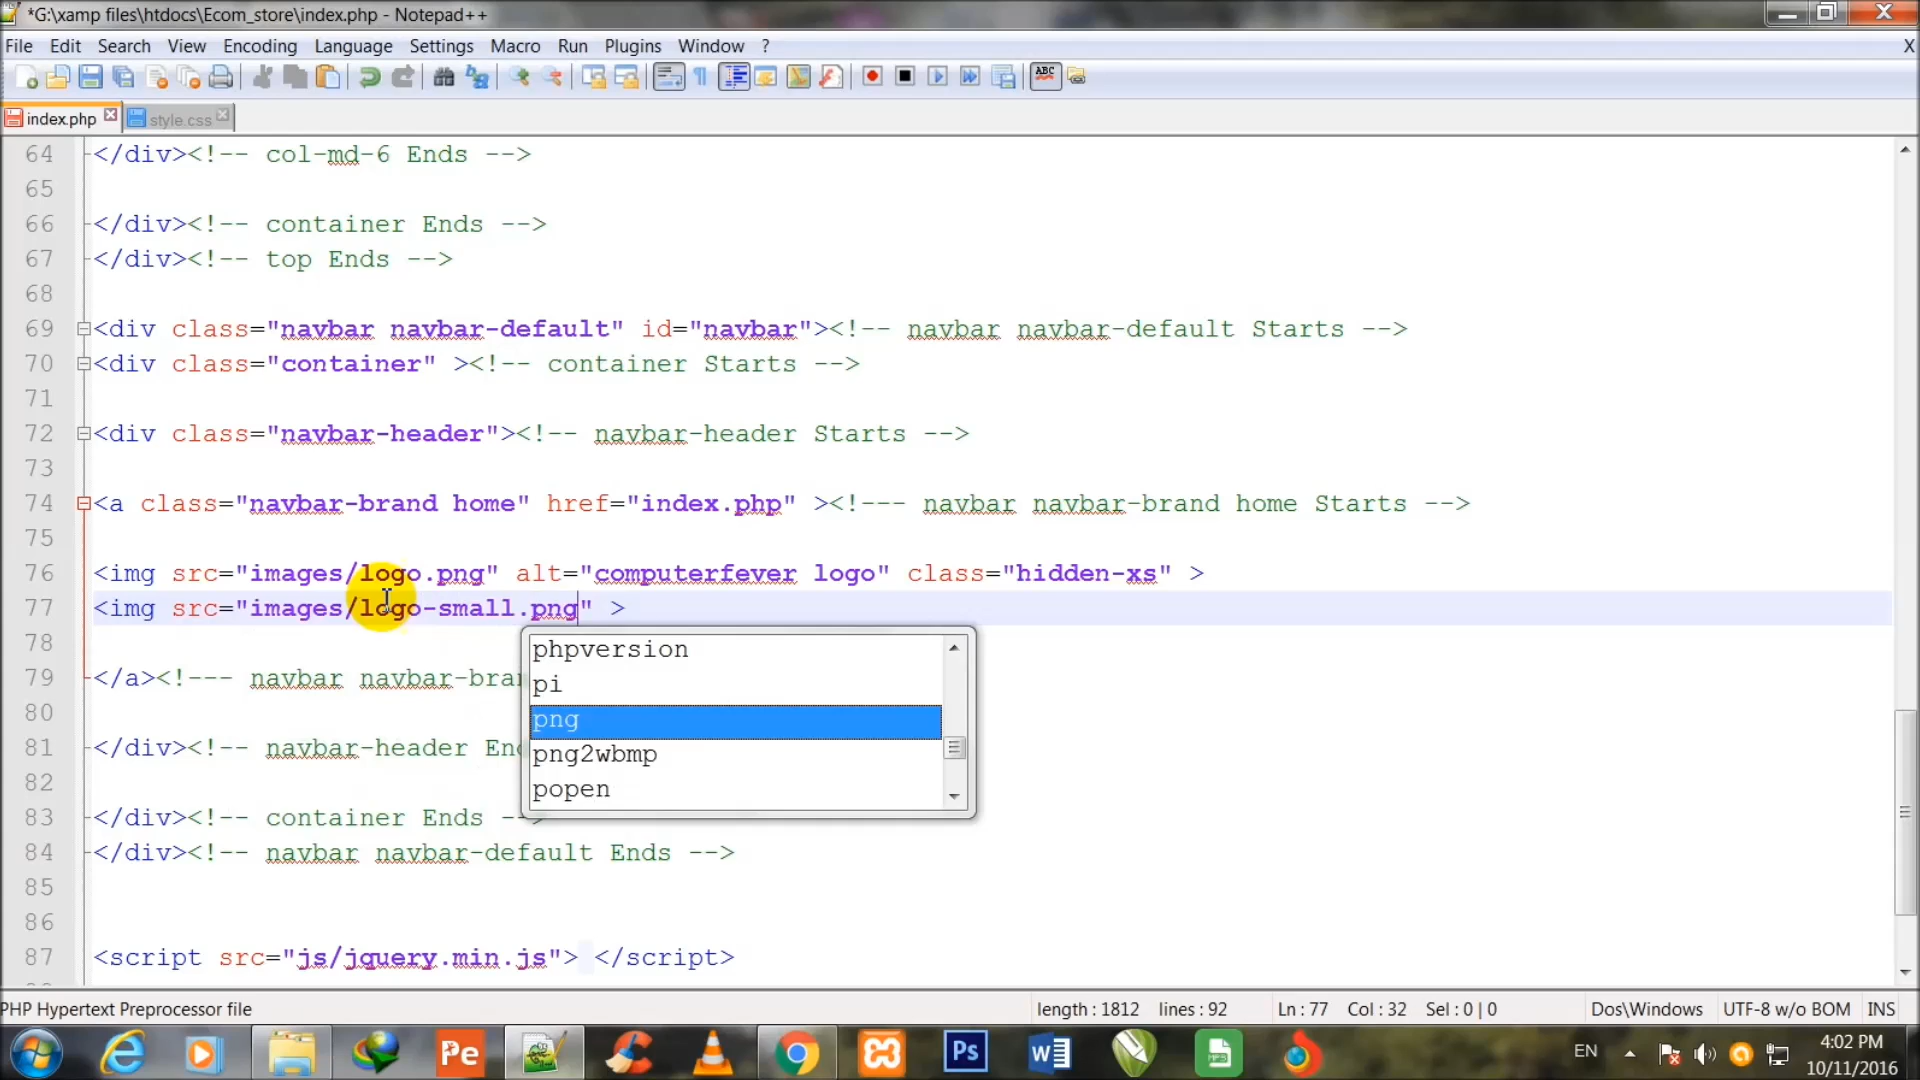 *G:\xamp files\htdocs\Ecom_store\index.php - Notepad++
File Edit Search View Encoding Language Settings Macro Run Plugins Window ? X
ABC
index.php style.css
64 </div><!-- col-md-6 Ends -->
65
66 </div><!-- container Ends -->
67 </div><!-- top Ends -->
68
69 <div class="navbar navbar-default" id="navbar"><!-- navbar navbar-default Starts -->
70 <div class="container" ><!-- container Starts -->
71
72 <div class="navbar-header"><!-- navbar-header Starts -->
73
74 <a class="navbar-brand home" href="index.php" ><!--- navbar navbar-brand home Starts -->
75
76 <img src="images/logo.png" alt="computerfever logo" class="hidden-xs" >
77 <img src="images/logo-small.png" >
78
79 </a><!--- navbar navbar-bran
80
81 </div><!-- navbar-header En
82
83 </div><!-- container Ends -->
84 </div><!-- navbar navbar-default Ends -->
85
86
87 <script src="js/jquery.min.js"> </script>
phpversion
pi
png
png2wbmp
popen
PHP Hypertext Preprocessor file length : 1812 lines : 92 Ln : 77 Col : 32 Sel : 0 | 0 Dos\Windows UTF-8 w/o BOM INS
Pe Ps W EN 4:02 PM
10/11/2016